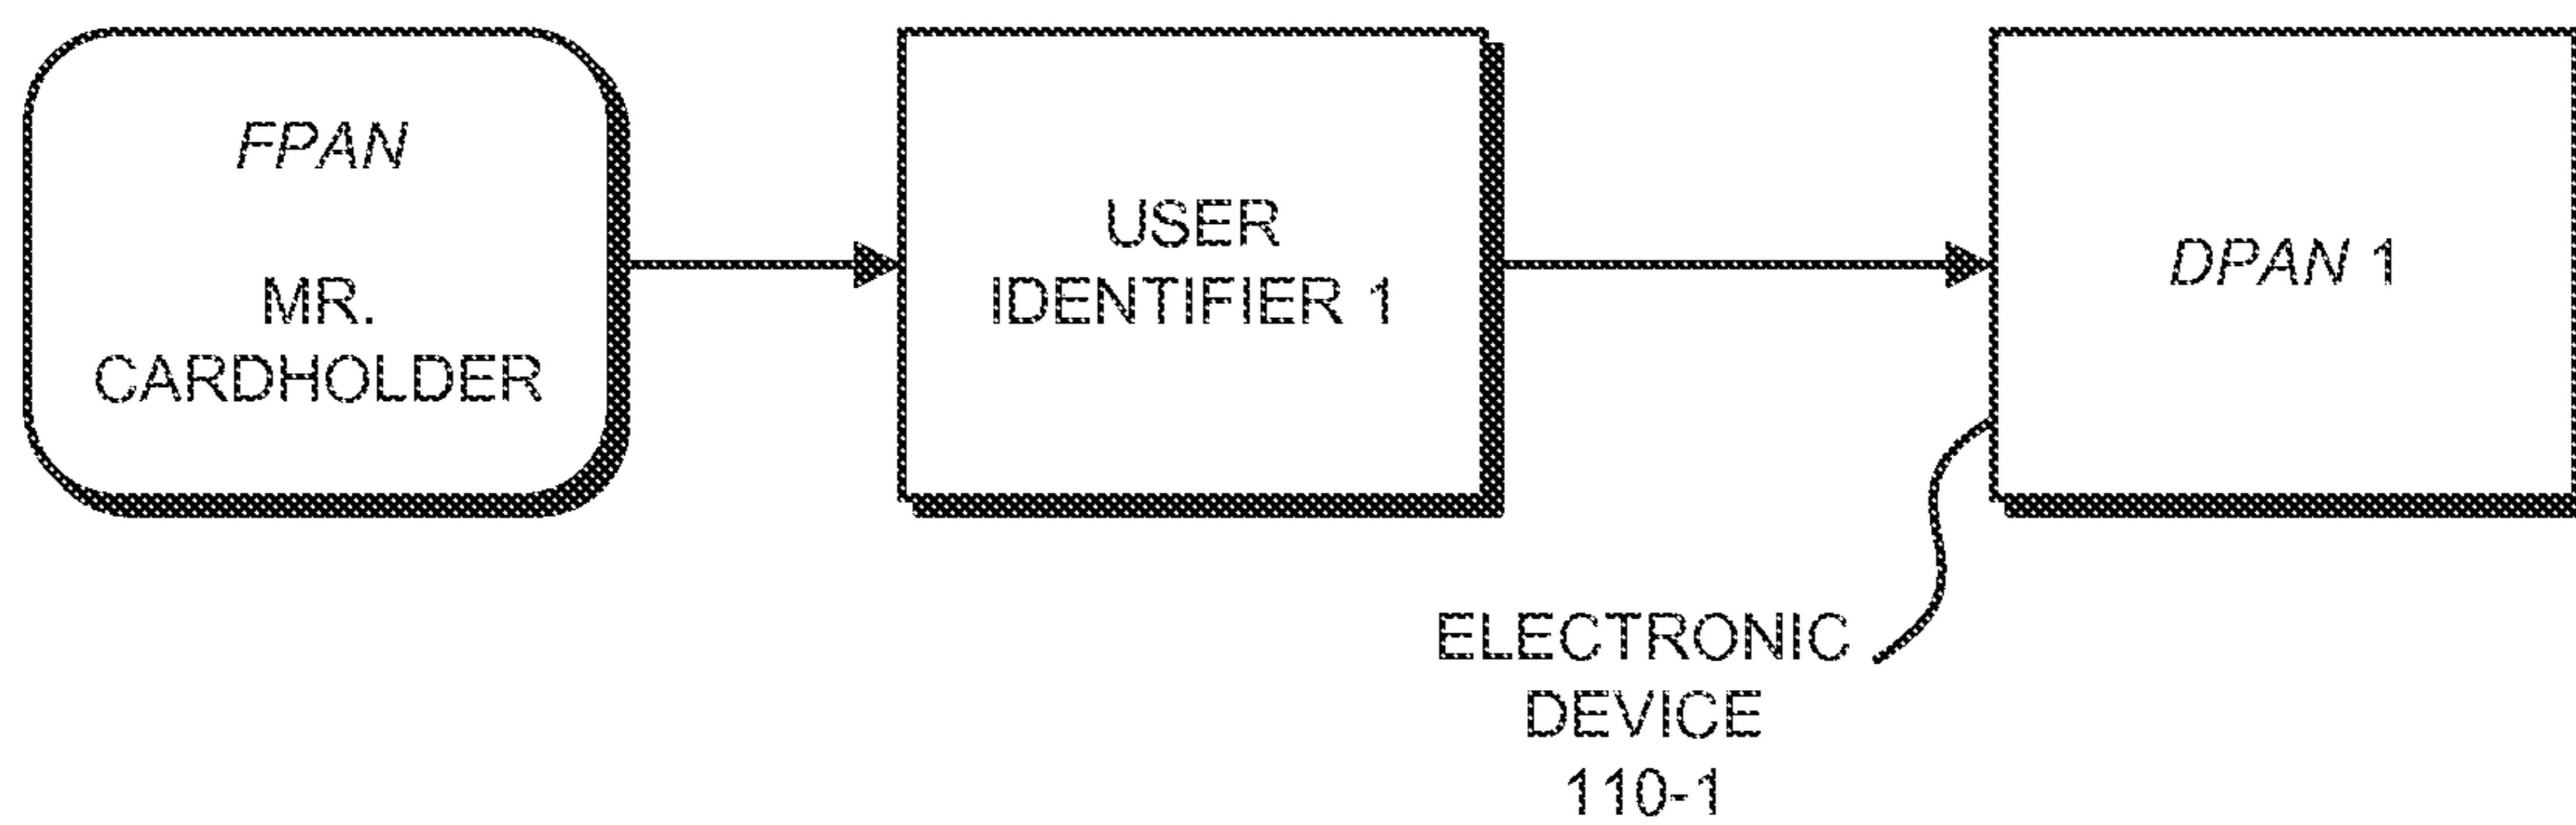 FPAN
MR.
CARDHOLDER
USER
IDENTIFIER 1
DPAN 1
ELECTRONIC
DEVICE
110-1